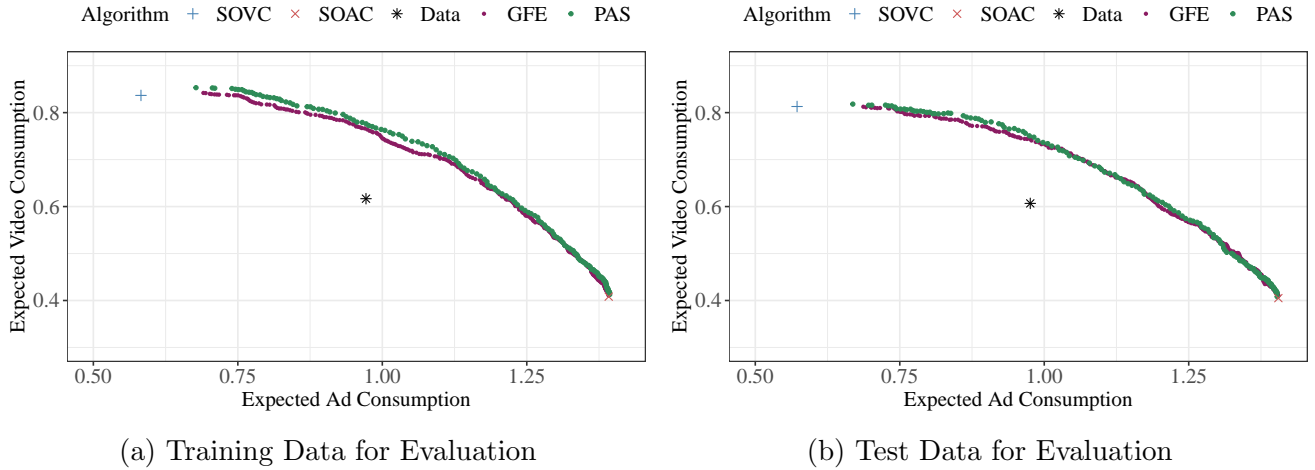 Algorithm + SOVC × SOAC * Data • GFE • PAS
Expected Video Consumption
0.8
0.6
0.4
0.50 0.75 1.00 1.25
Expected Ad Consumption
(a) Training Data for Evaluation
Algorithm + SOVC × SOAC * Data • GFE • PAS
Expected Video Consumption
0.8
0.6
0.4
0.50 0.75 1.00 1.25
Expected Ad Consumption
(b) Test Data for Evaluation